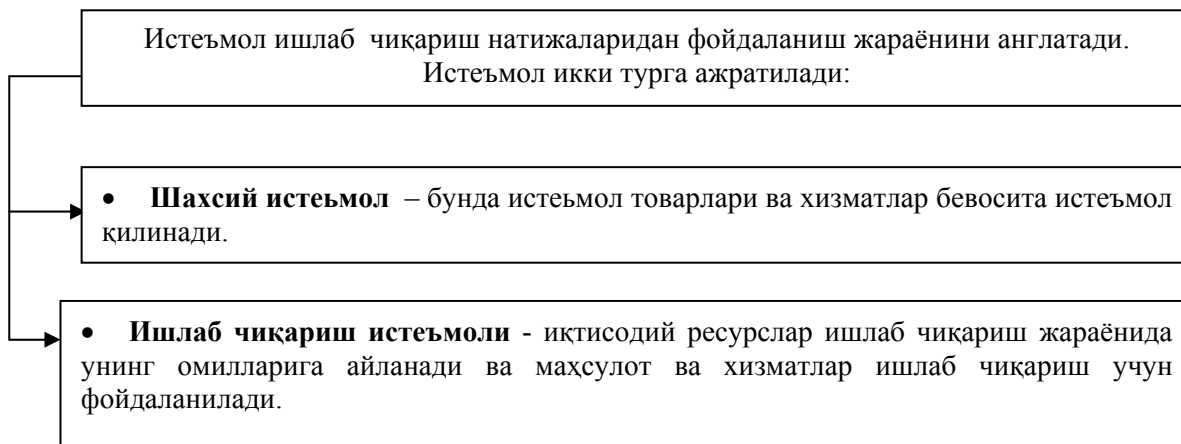 Истеъмол ишлаб чиқариш натижаларидан фойдаланиш жараёнини англатади.
Истеъмол икки турга ажратилади:
• Шахсий истеьмол – бунда истеьмол товарлари ва хизматлар бевосита истеъмол
қилинади.
• Ишлаб чиқариш истеъмоли - иқтисодий ресурслар ишлаб чиқариш жараёнида
унинг омилларига айланади ва маҳсулот ва хизматлар ишлаб чиқариш учун
фойдаланилади.